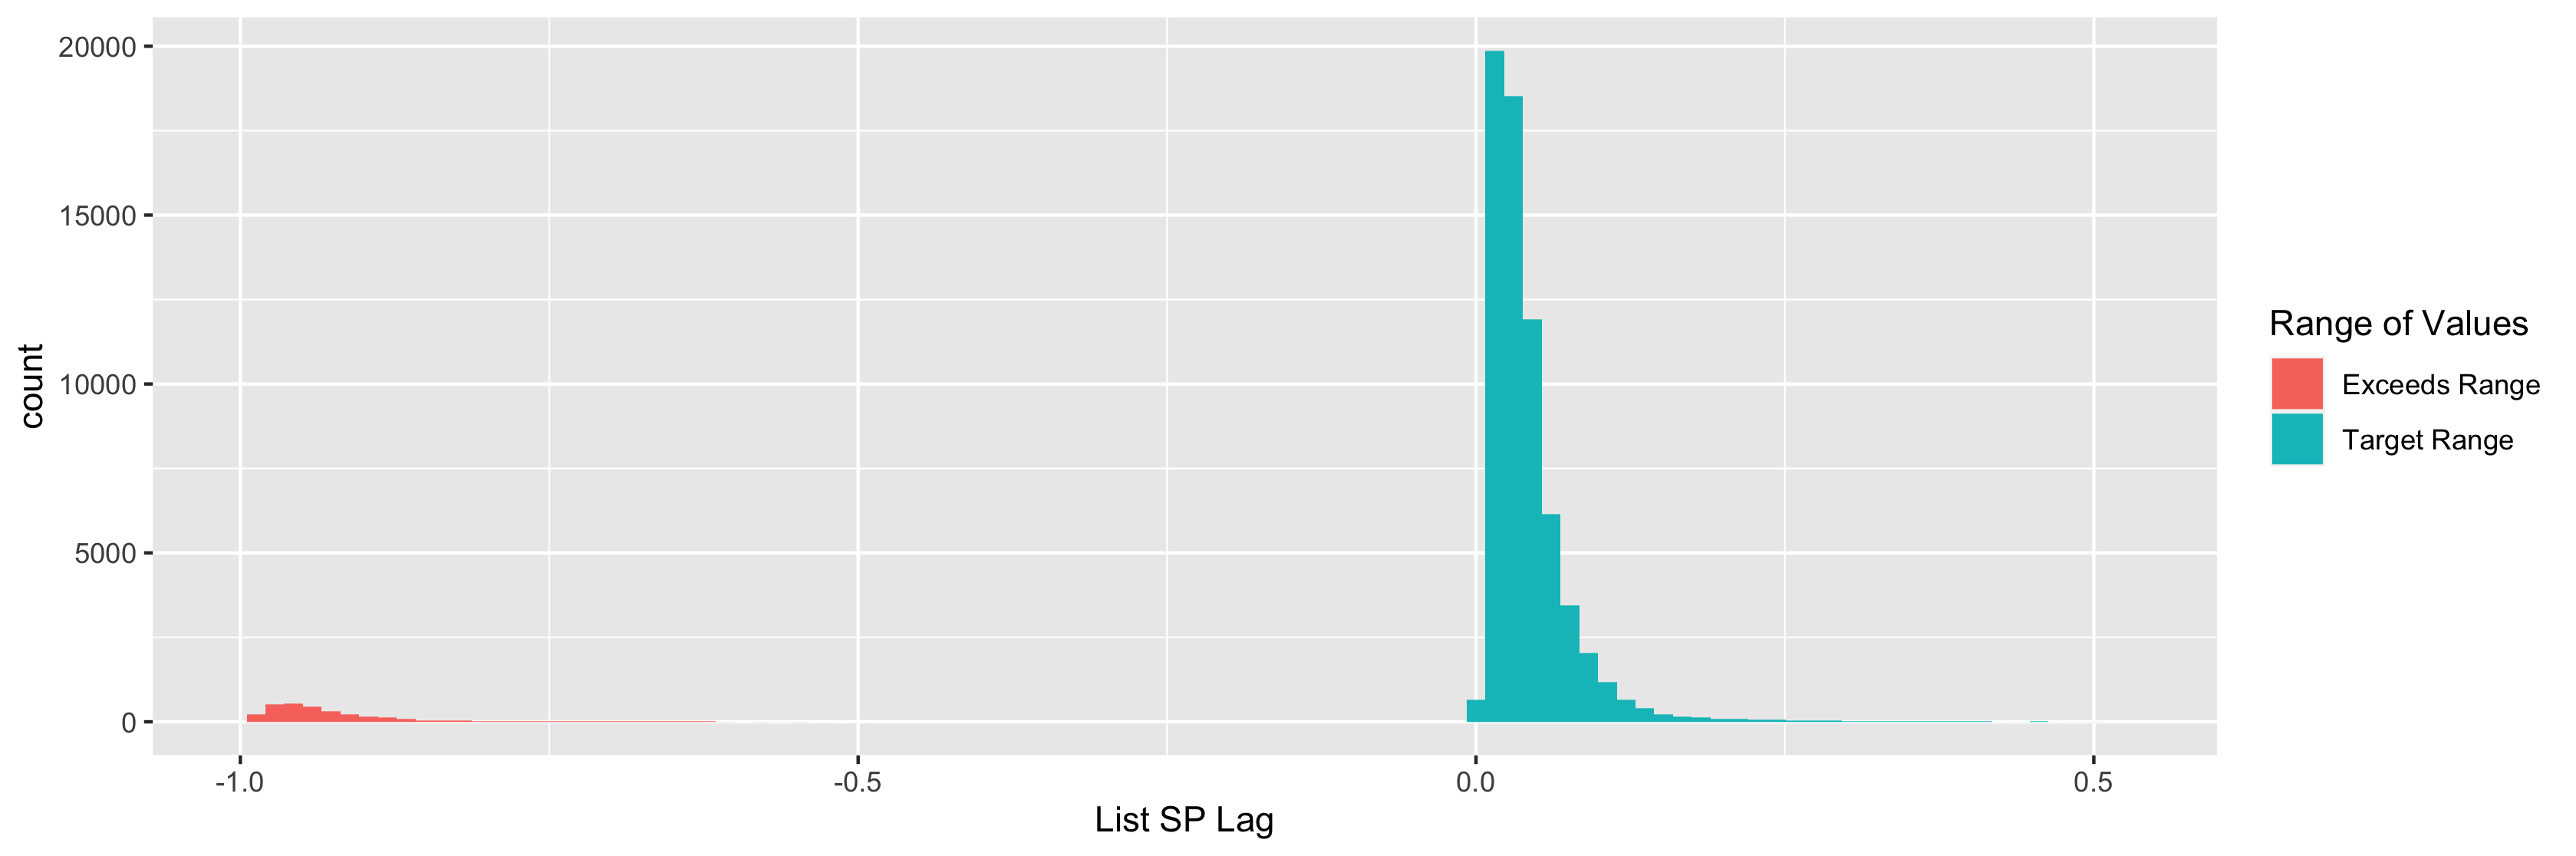 20000
15000
10000
5000
0
count
-1.0
-0.5
0.0
0.5
List SP Lag
Range of Values
Exceeds Range
Target Range